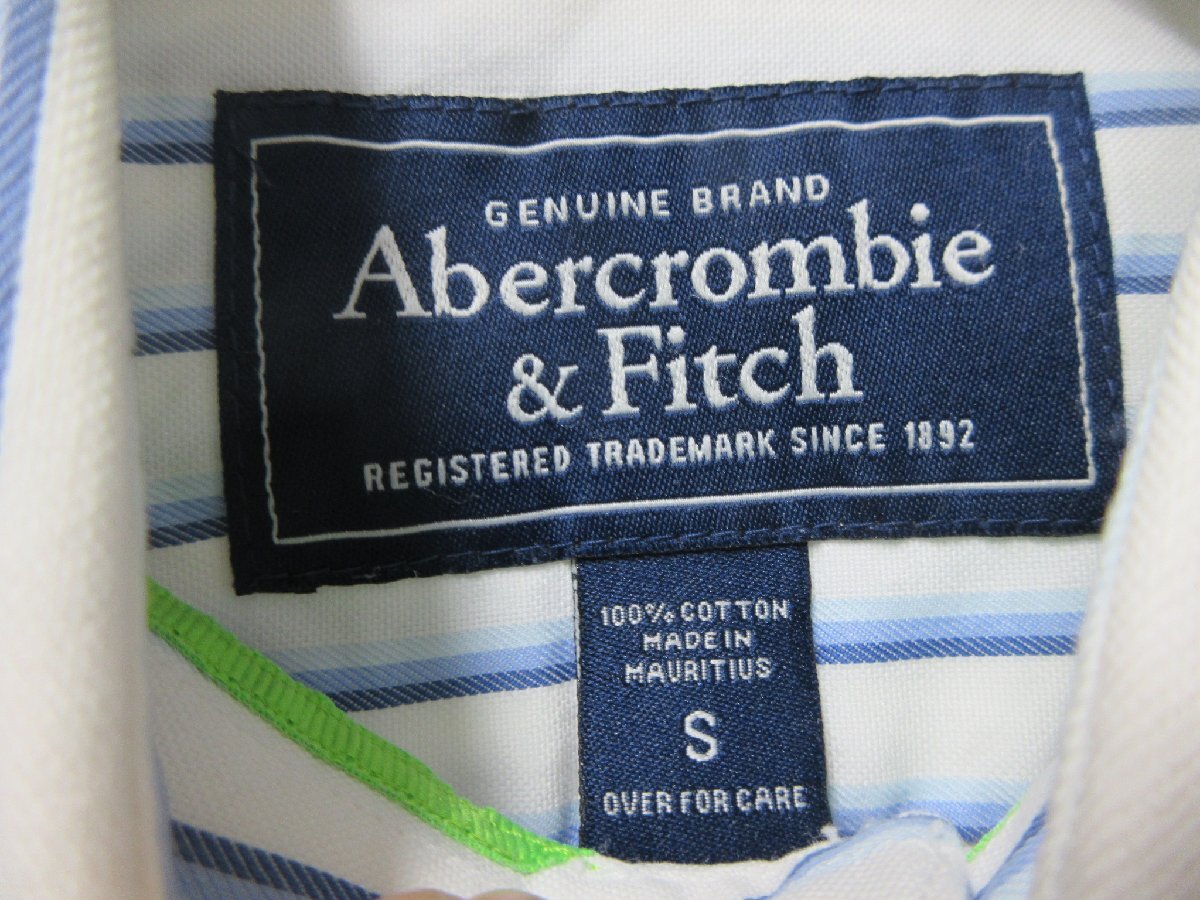 GENUINE BRAND
Abercrombie
& Fitch
REGISTERED TRADEMARK SINCE 1892
100% COTTON
MADE IN
MAURITIUS
S
OVER FOR CARE